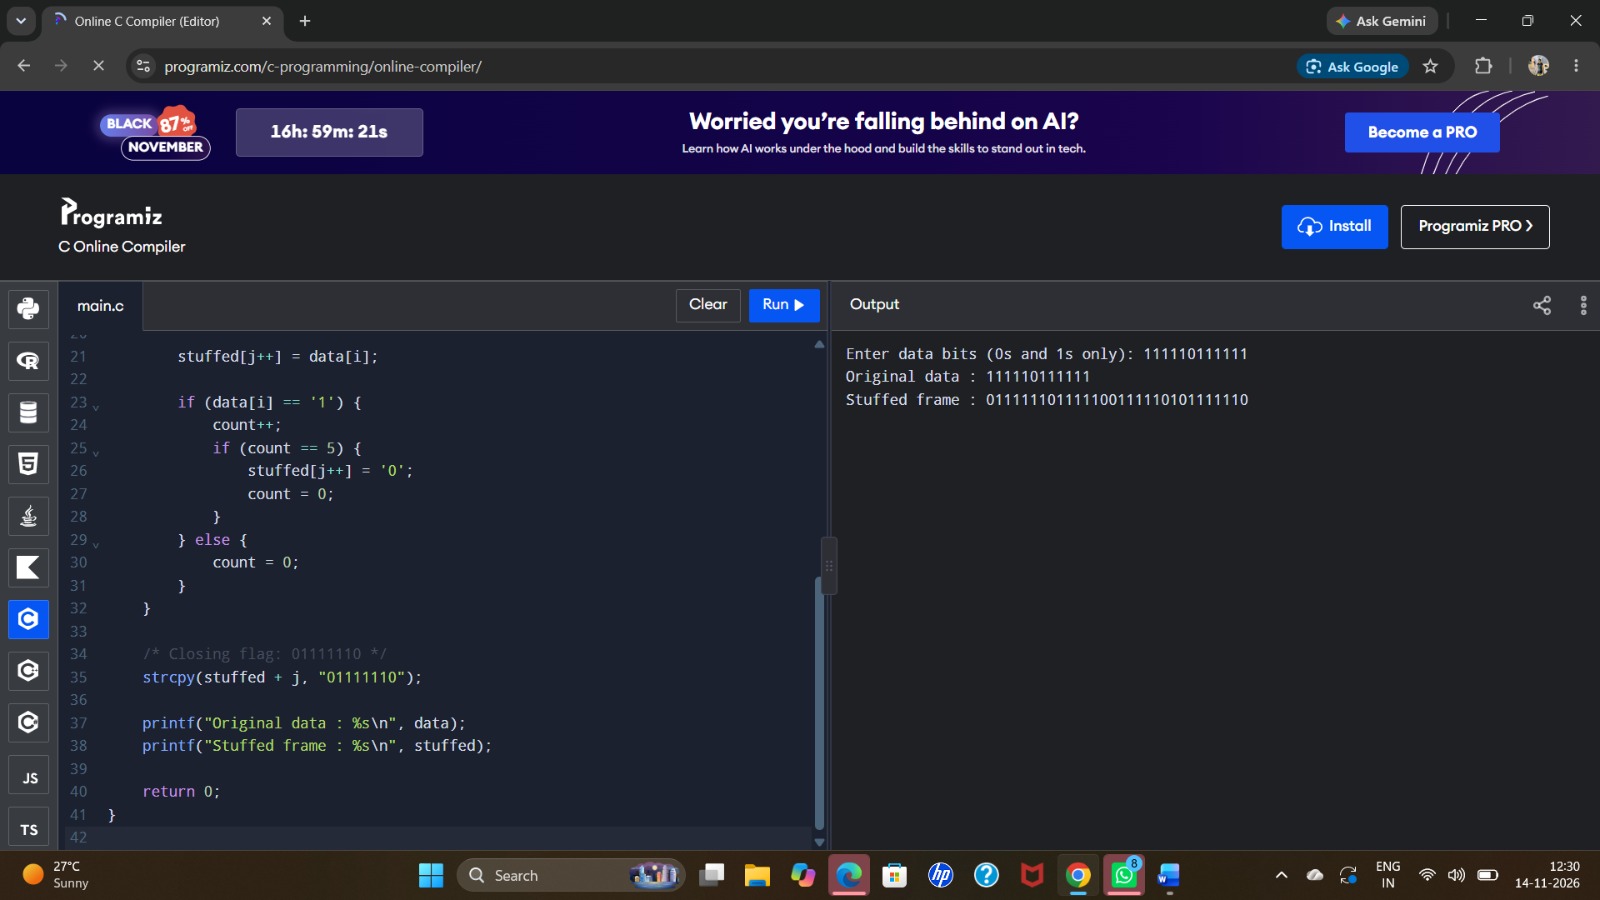 Online C Compiler (Editor)
Ask Gemini
programiz.com/c-programming/online-compiler/
Ask Google
BLACK 87% OFF
NOVEMBER
16h: 59m: 21s
Worried you're falling behind on AI?
Learn how AI works under the hood and build the skills to stand out in tech.
Become a PRO
Programiz
C Online Compiler
Install
Programiz PRO
main.c
Clear
Run
Output
20
21 stuffed[j++] = data[i];
22
23 if (data[i] == '1') {
24 count++;
25 if (count == 5) {
26 stuffed[j++] = '0';
27 count = 0;
28 }
29 } else {
30 count = 0;
31 }
32 }
33
34 /* Closing flag: 01111110 */
35 strcpy(stuffed + j, "01111110");
36
37 printf("Original data : %s\n", data);
38 printf("Stuffed frame : %s\n", stuffed);
39
40 return 0;
41 }
42
Enter data bits (0s and 1s only): 111110111111
Original data : 111110111111
Stuffed frame : 011111101111100111110101111110
JS
TS
27°C
Sunny
Search
hp
8
W
ENG
IN
12:30
14-11-2026